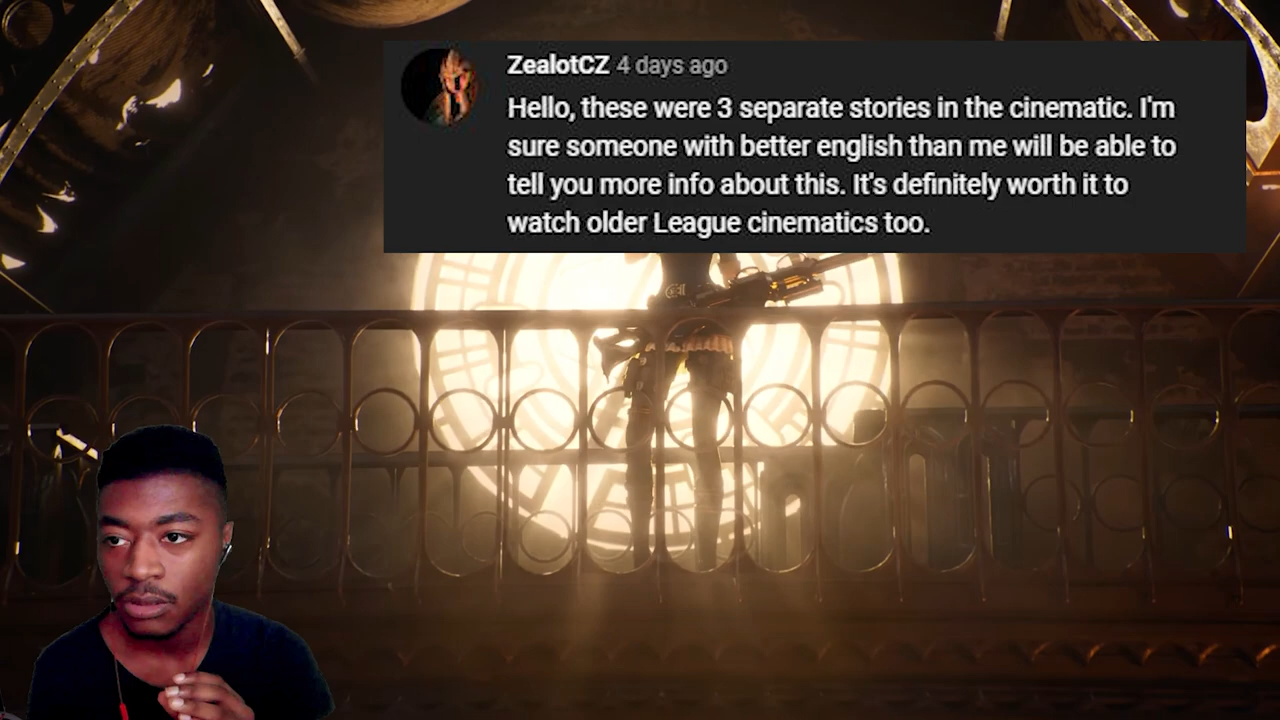 ZealotCZ 4 days ago
Hello, these were 3 separate stories in the cinematic. I'm
sure someone with better english than me will be able to
tell you more info about this. It's definitely worth it to
watch older League cinematics too.